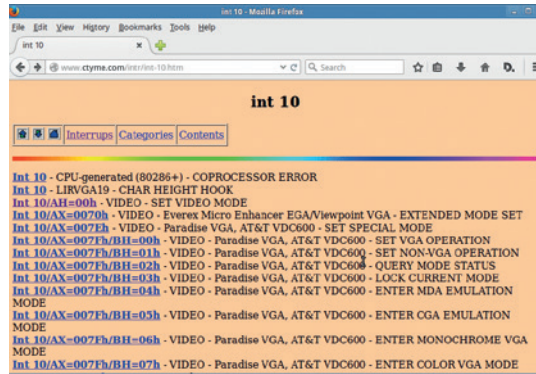 int 10 - Mozilla Firefox
File Edit View History Bookmarks Tools Help
int 10
www.ctyme.com/intr/int-10.htm
Search
int 10
Interrups Categories Contents
Int 10 - CPU-generated (80286+) - COPROCESSOR ERROR
Int 10 - LIRVGA19 - CHAR HEIGHT HOOK
Int 10/AH=00h - VIDEO - SET VIDEO MODE
Int 10/AX=0070h - VIDEO - Everex Micro Enhancer EGA/Viewpoint VGA - EXTENDED MODE SET
Int 10/AX=007Eh - VIDEO - Paradise VGA, AT&T VDC600 - SET SPECIAL MODE
Int 10/AX=007Fh/BH=00h - VIDEO - Paradise VGA, AT&T VDC600 - SET VGA OPERATION
Int 10/AX=007Fh/BH=01h - VIDEO - Paradise VGA, AT&T VDC600 - SET NON-VGA OPERATION
Int 10/AX=007Fh/BH=02h - VIDEO - Paradise VGA, AT&T VDC600 - QUERY MODE STATUS
Int 10/AX=007Fh/BH=03h - VIDEO - Paradise VGA, AT&T VDC600 - LOCK CURRENT MODE
Int 10/AX=007Fh/BH=04h - VIDEO - Paradise VGA, AT&T VDC600 - ENTER MDA EMULATION
MODE
Int 10/AX=007Fh/BH=05h - VIDEO - Paradise VGA, AT&T VDC600 - ENTER CGA EMULATION
MODE
Int 10/AX=007Fh/BH=06h - VIDEO - Paradise VGA, AT&T VDC600 - ENTER MONOCHROME VGA
MODE
Int 10/AX=007Fh/BH=07h - VIDEO - Paradise VGA, AT&T VDC600 - ENTER COLOR VGA MODE